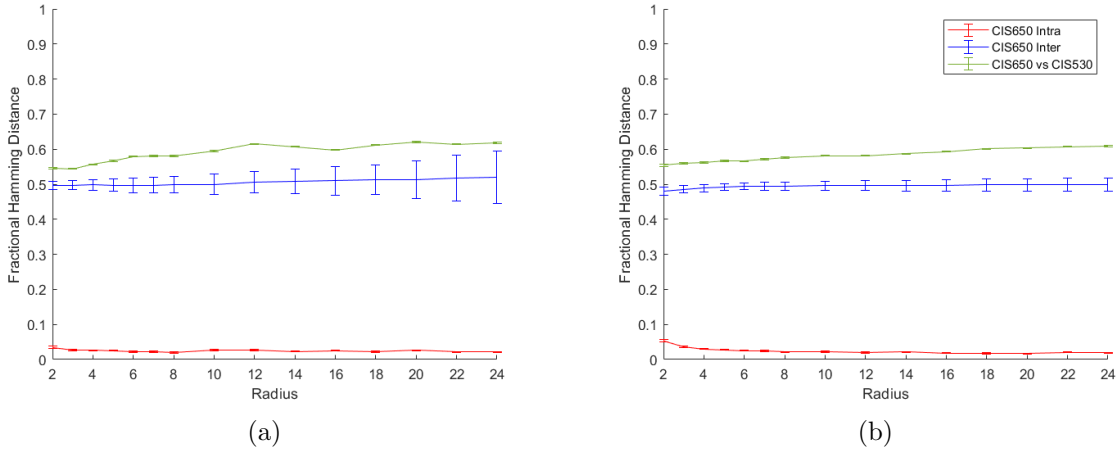 1
0.9
0.8
0.7
0.6
0.5
0.4
0.3
0.2
0.1
0
Fractional Hamming Distance
2 4 6 8 10 12 14 16 18 20 22 24
Radius
(a)
1
0.9
0.8
0.7
0.6
0.5
0.4
0.3
0.2
0.1
0
Fractional Hamming Distance
CIS650 Intra
CIS650 Inter
CIS650 vs CIS530
2 4 6 8 10 12 14 16 18 20 22 24
Radius
(b)